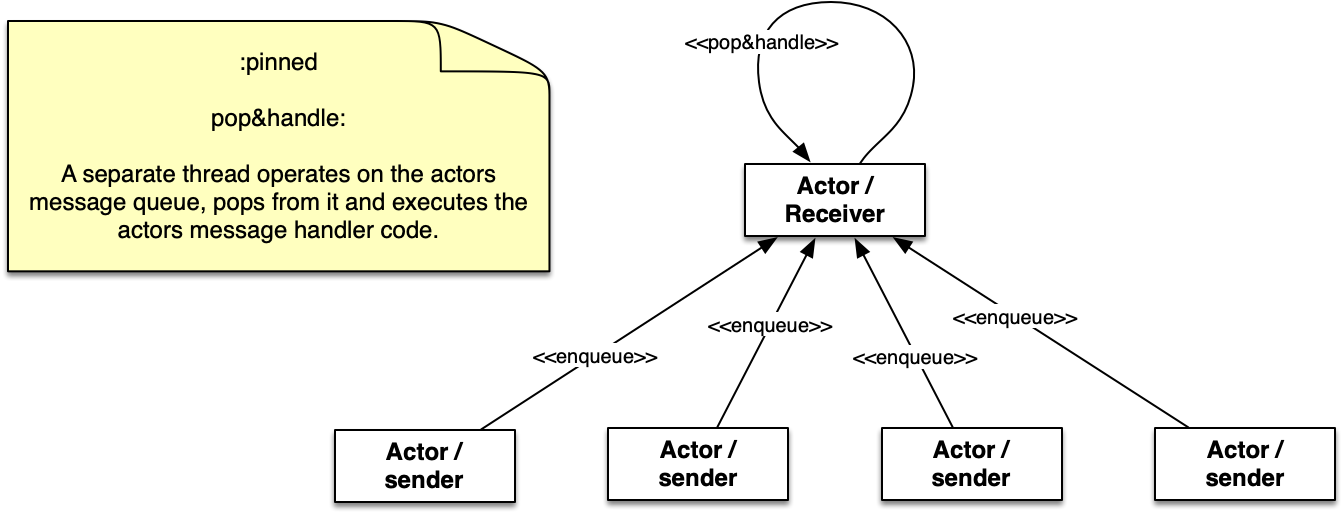 :pinned
pop&handle:
A separate thread operates on the actors
message queue, pops from it and executes the
actors message handler code.
<<pop&handle>>
Actor /
Receiver
<<enqueue>>
<<enqueue>>
<<enqueue>>
<<enqueue>>
Actor /
sender
Actor /
sender
Actor /
sender
Actor /
sender